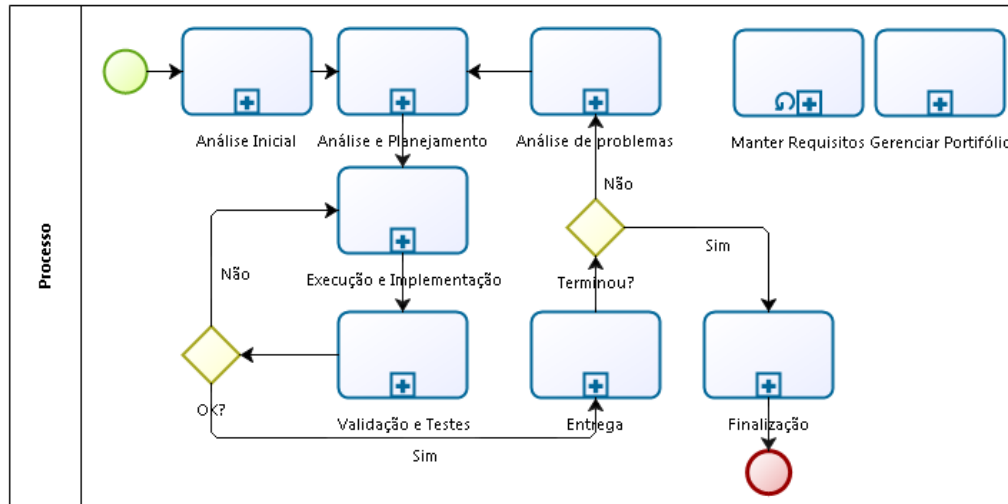 Processo
Análise Inicial
Análise e Planejamento
Análise de problemas
Manter Requisitos
Gerenciar Portifólio
Não
Sim
Não
Execução e Implementação
Terminou?
OK?
Validação e Testes
Entrega
Finalização
Sim